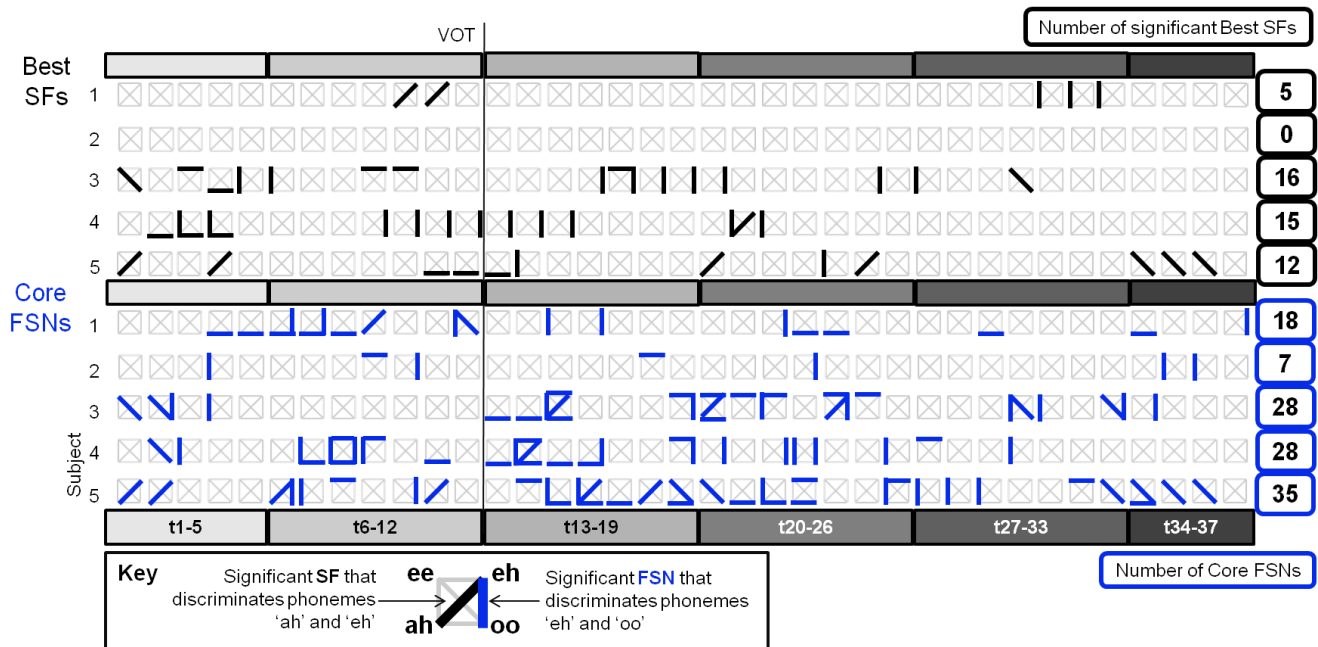 Number of significant Best SFs
VOT
Best
SFs
1
5
2
0
3
16
4
15
5
12
Core
FSNs
1
18
2
7
3
28
4
28
5
35
Subject
t1-5 t6-12 t13-19 t20-26 t27-33 t34-37
Number of Core FSNs
Key
Significant SF that
discriminates phonemes
'ah' and 'eh'
ee eh
ah oo
Significant FSN that
discriminates phonemes
'eh' and 'oo'